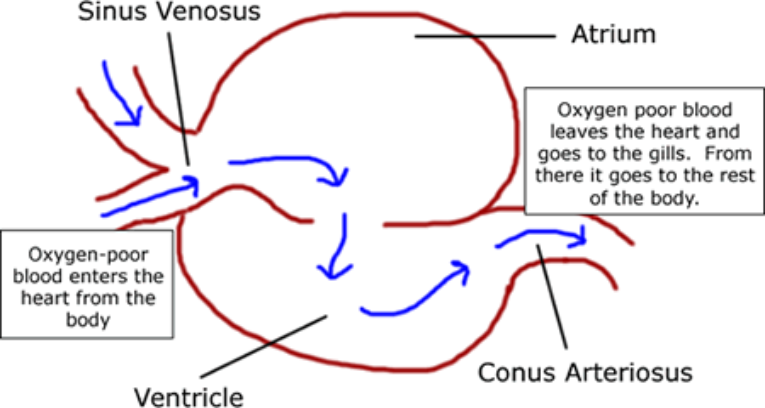 Sinus Venosus
Atrium
Oxygen poor blood
leaves the heart and
goes to the gills.  From
there it goes to the rest
of the body.
Oxygen-poor
blood enters the
heart from the
body
Conus Arteriosus
Ventricle